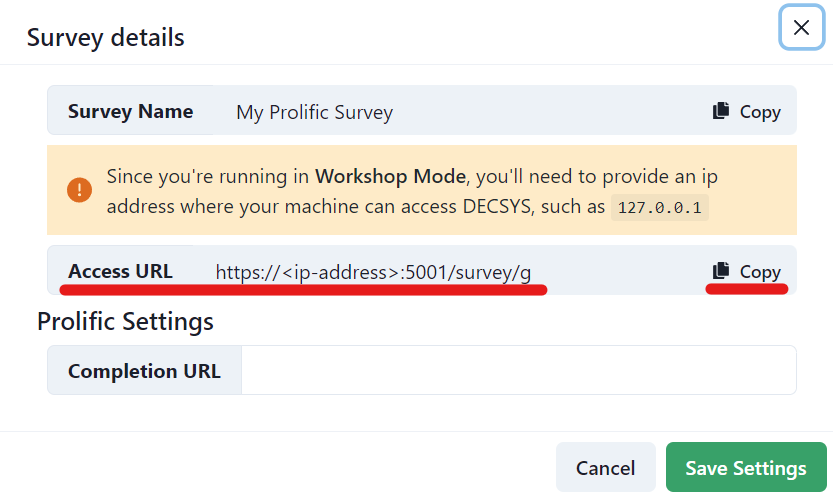 Survey details
Survey Name My Prolific Survey Copy
Since you're running in Workshop Mode, you'll need to provide an ip
address where your machine can access DECSYS, such as 127.0.0.1
Access URL https://<ip-address>:5001/survey/g Copy
Prolific Settings
Completion URL
Cancel Save Settings